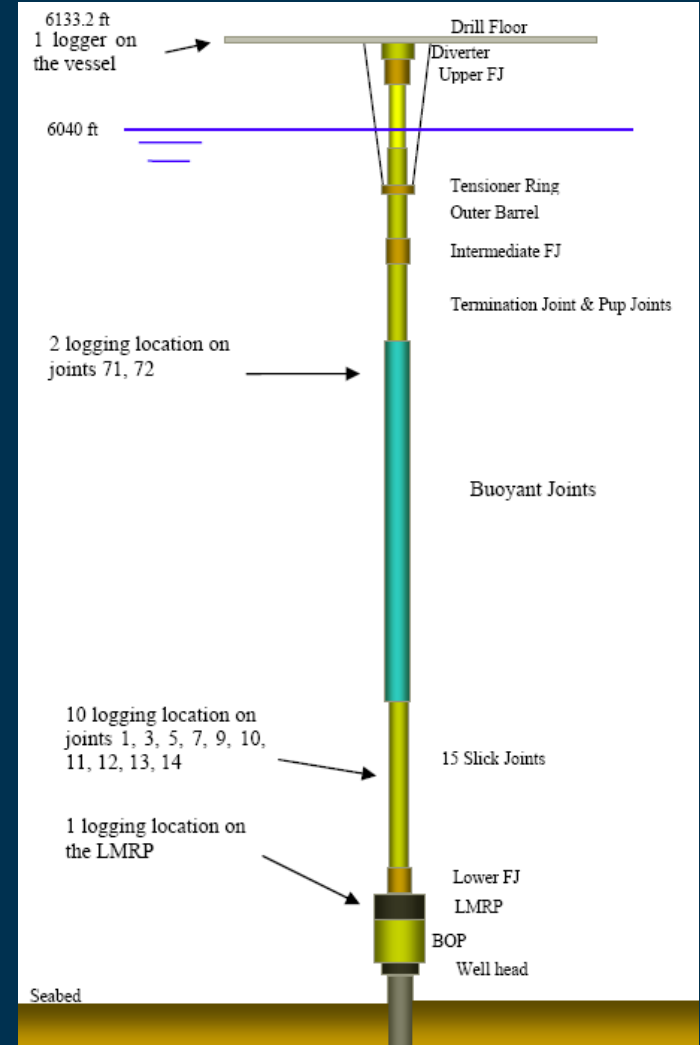 6133.2 ft
1 logger on
the vessel
Drill Floor
Diverter
Upper FJ
6040 ft
Tensioner Ring
Outer Barrel
Intermediate FJ
Termination Joint & Pup Joints
2 logging location on
joints 71, 72
Buoyant Joints
10 logging location on
joints 1, 3, 5, 7, 9, 10,
11, 12, 13, 14
15 Slick Joints
1 logging location on
the LMRP
Lower FJ
LMRP
BOP
Well head
Seabed